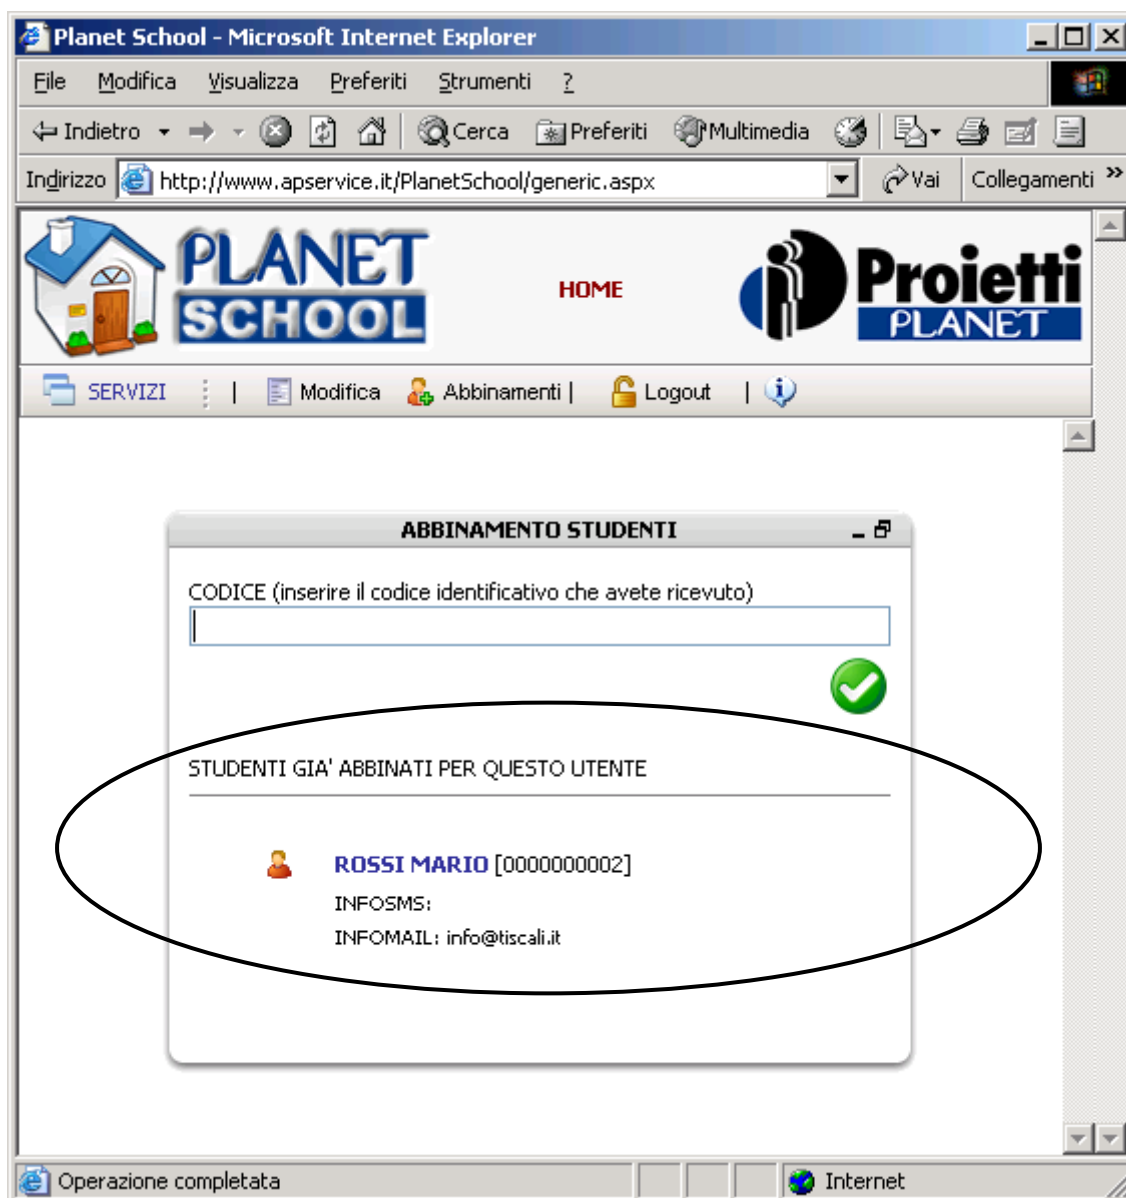 Planet School - Microsoft Internet Explorer
File Modifica Visualizza Preferiti Strumenti ?
Indietro Cerca Preferiti Multimedia
Indirizzo http://www.apservice.it/PlanetSchool/generic.aspx Vai Collegamenti »
PLANET SCHOOL
HOME
Proietti PLANET
SERVIZI | Modifica Abbinamenti | Logout |
ABBINAMENTO STUDENTI
CODICE (inserire il codice identificativo che avete ricevuto)
STUDENTI GIA' ABBINATI PER QUESTO UTENTE
ROSSI MARIO [0000000002]
INFOSMS:
INFOMAIL: info@tiscali.it
Operazione completata Internet